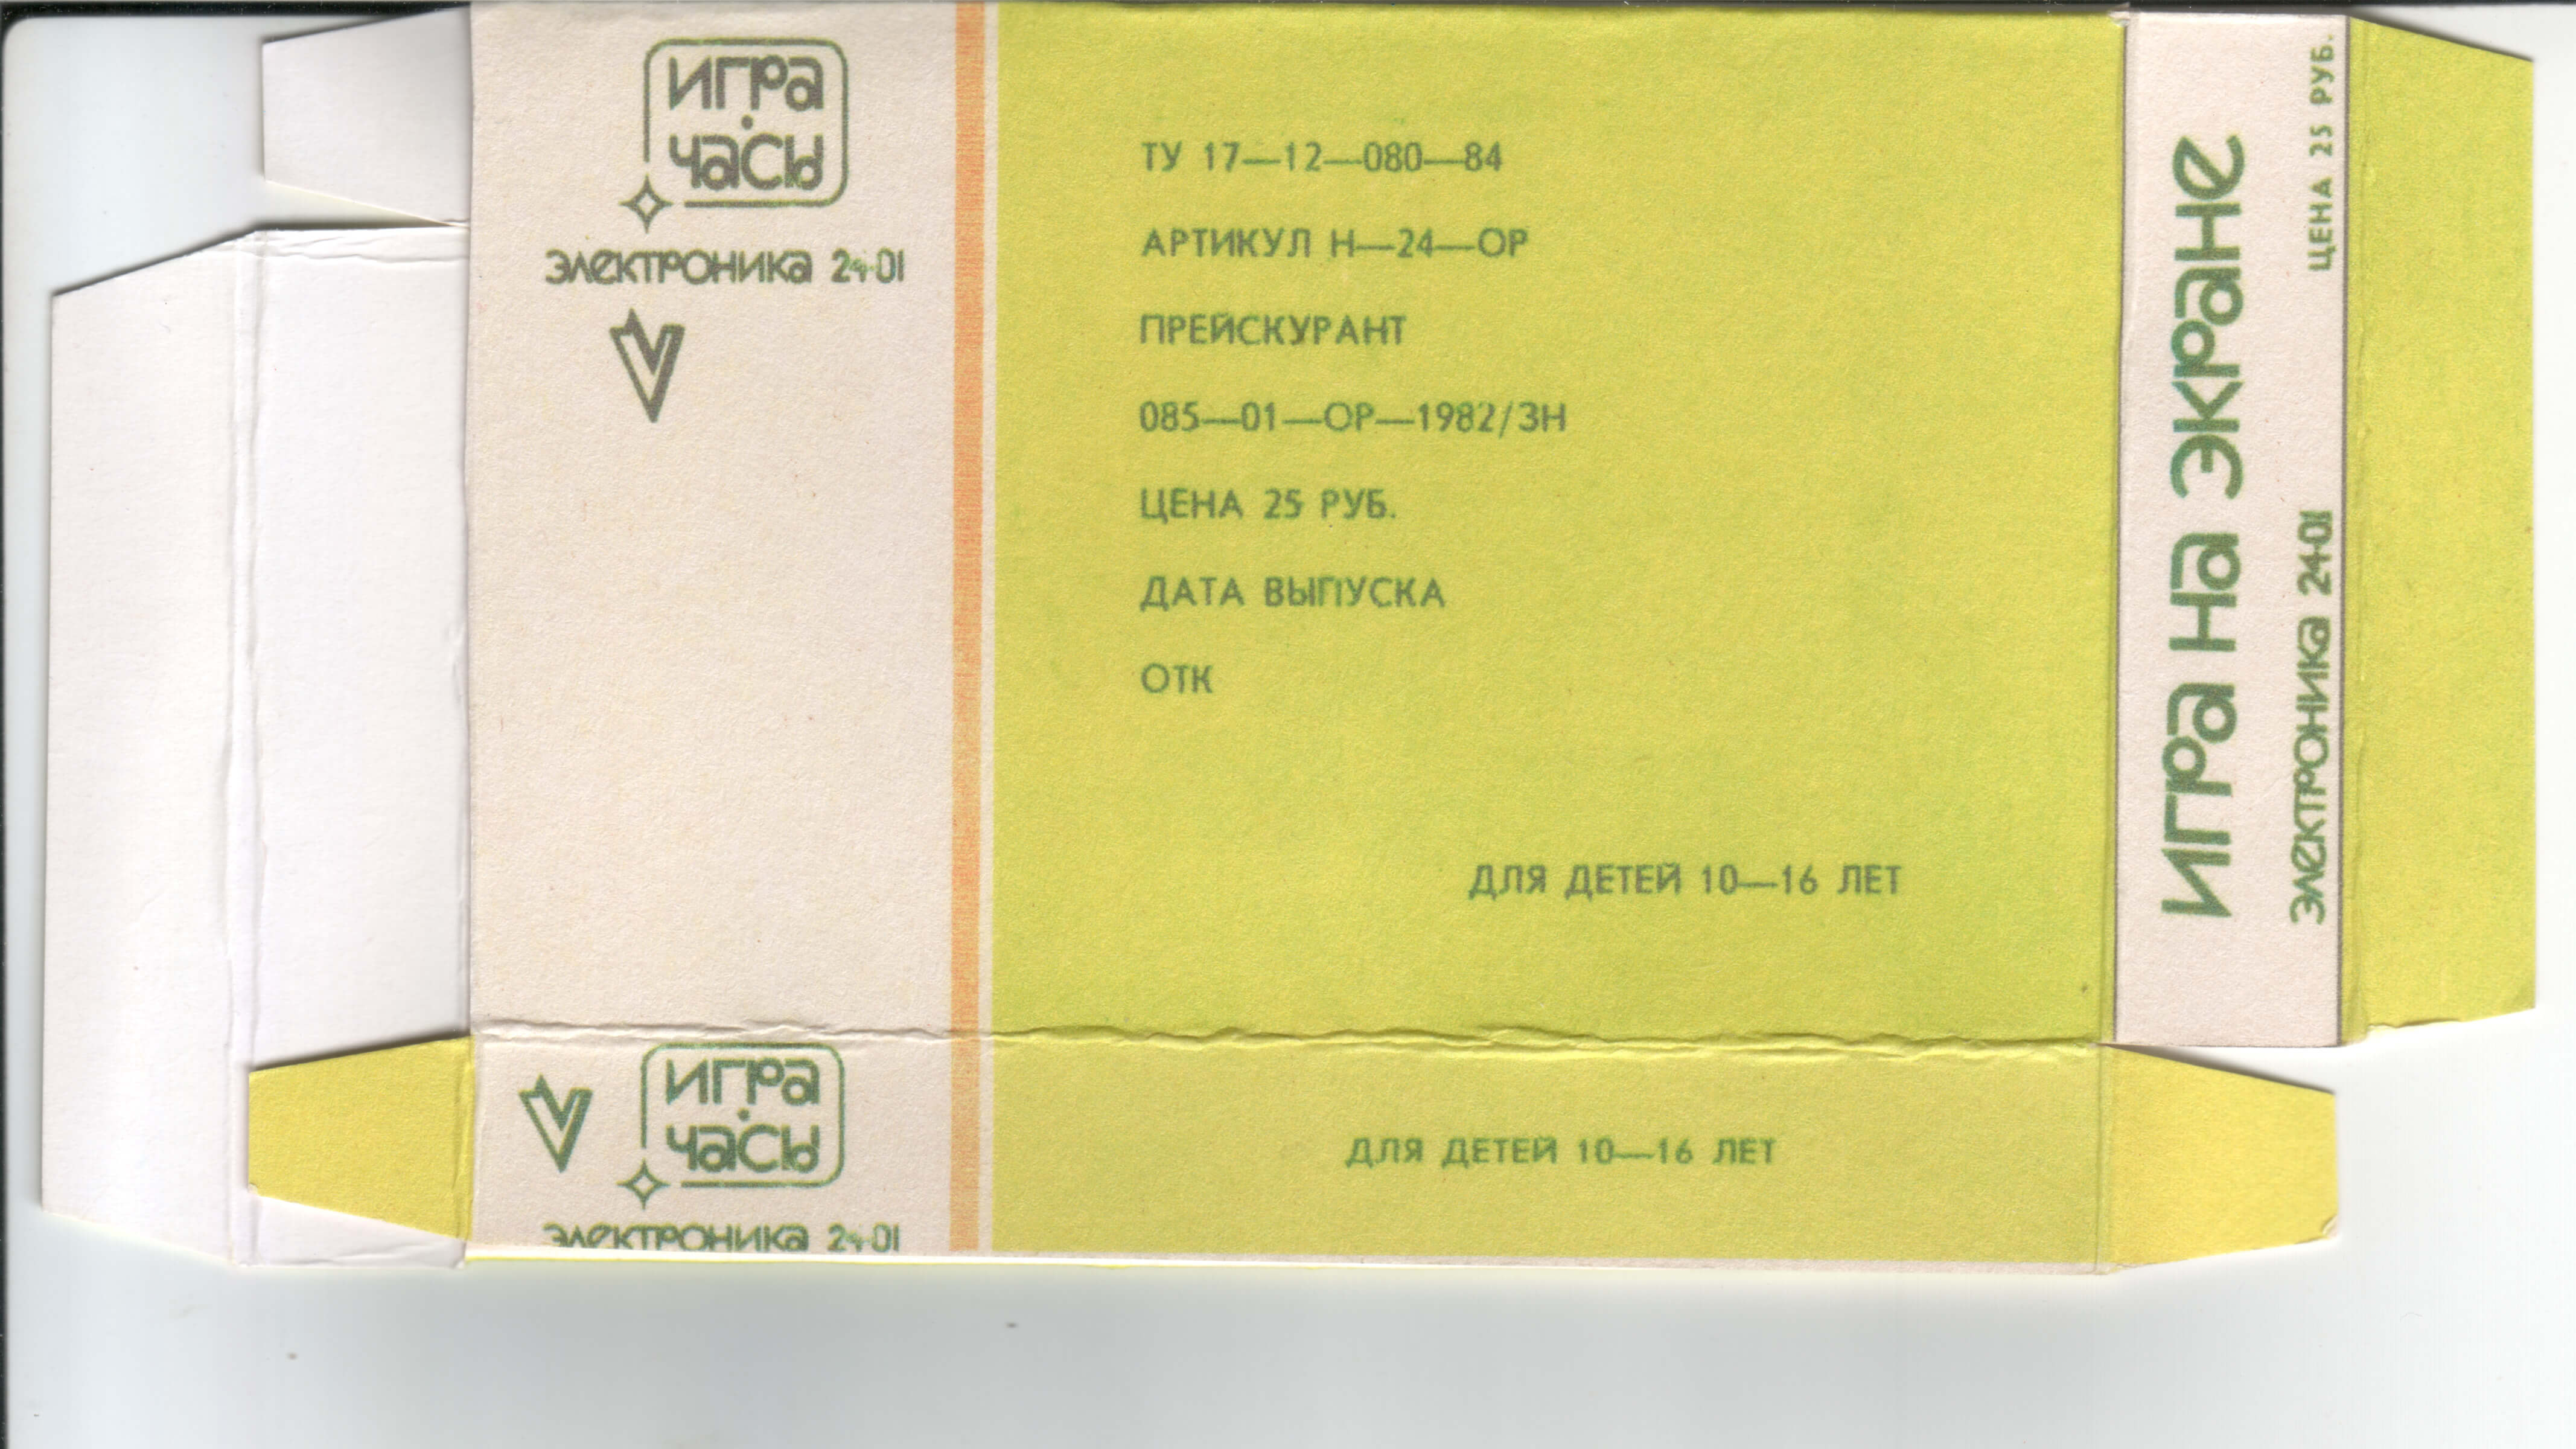 ИГРА
ЧАСЫ
ЭЛЕКТРОНИКА 24-01
ТУ 17—12—080—84
АРТИКУЛ Н—24—ОР
ПРЕЙСКУРАНТ
085—01—ОР—1982/3Н
ЦЕНА 25 РУБ.
ДАТА ВЫПУСКА
ОТК
ДЛЯ ДЕТЕЙ 10—16 ЛЕТ
ИГРА НА ЭКРАНЕ
ЭЛЕКТРОНИКА 24-01 ЦЕНА 25 РУБ.
ИГРА
ЧАСЫ
ЭЛЕКТРОНИКА 24-01
ДЛЯ ДЕТЕЙ 10—16 ЛЕТ